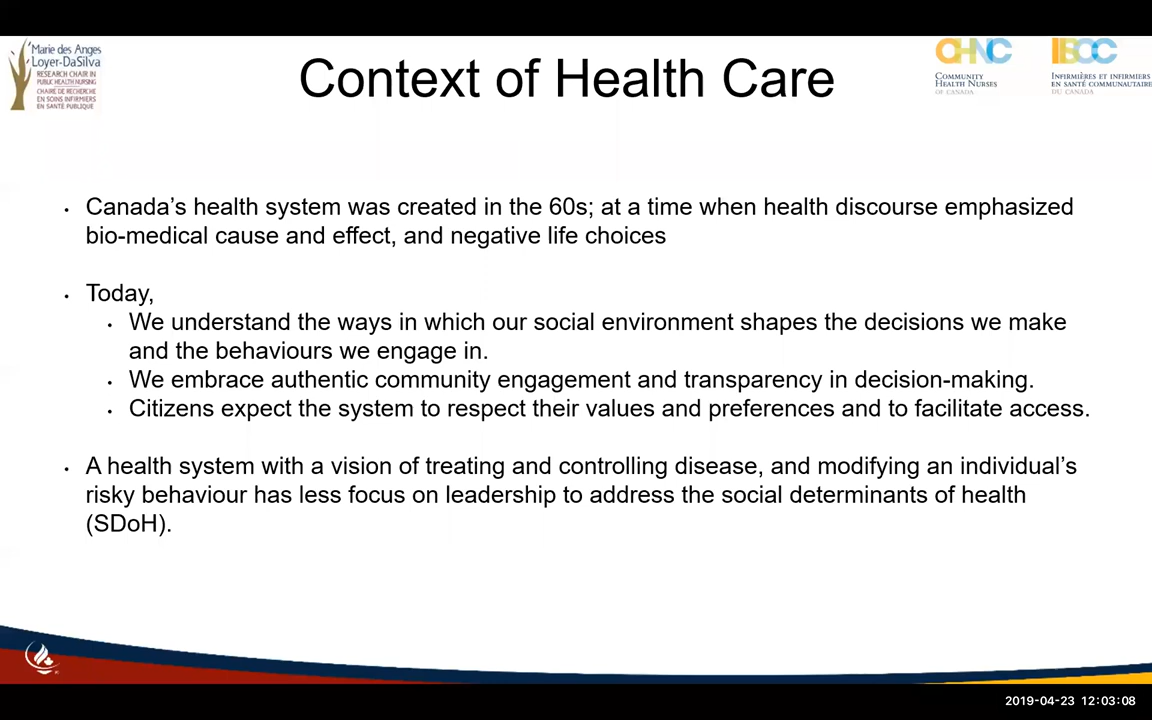 Marie des Anges
Loyer-DaSilva
RESEARCH CHAIR IN
PUBLIC HEALTH NURSING
CHAIRE DE RECHERCHE
EN SOINS INFIRMIERS
EN SANTÉ PUBLIQUE
Context of Health Care
CHNC
COMMUNITY
HEALTH NURSES
OF CANADA
IISCC
INFIRMIÈRES ET INFIRMIERS
EN SANTÉ COMMUNAUTAIRE
DU CANADA
• Canada’s health system was created in the 60s; at a time when health discourse emphasized
bio-medical cause and effect, and negative life choices
• Today,
• We understand the ways in which our social environment shapes the decisions we make
and the behaviours we engage in.
• We embrace authentic community engagement and transparency in decision-making.
• Citizens expect the system to respect their values and preferences and to facilitate access.
• A health system with a vision of treating and controlling disease, and modifying an individual’s
risky behaviour has less focus on leadership to address the social determinants of health
(SDoH).
2019-04-23 12:03:08